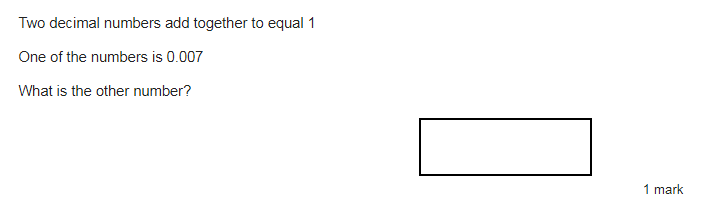 Two decimal numbers add together to equal 1
One of the numbers is 0.007
What is the other number?
1 mark